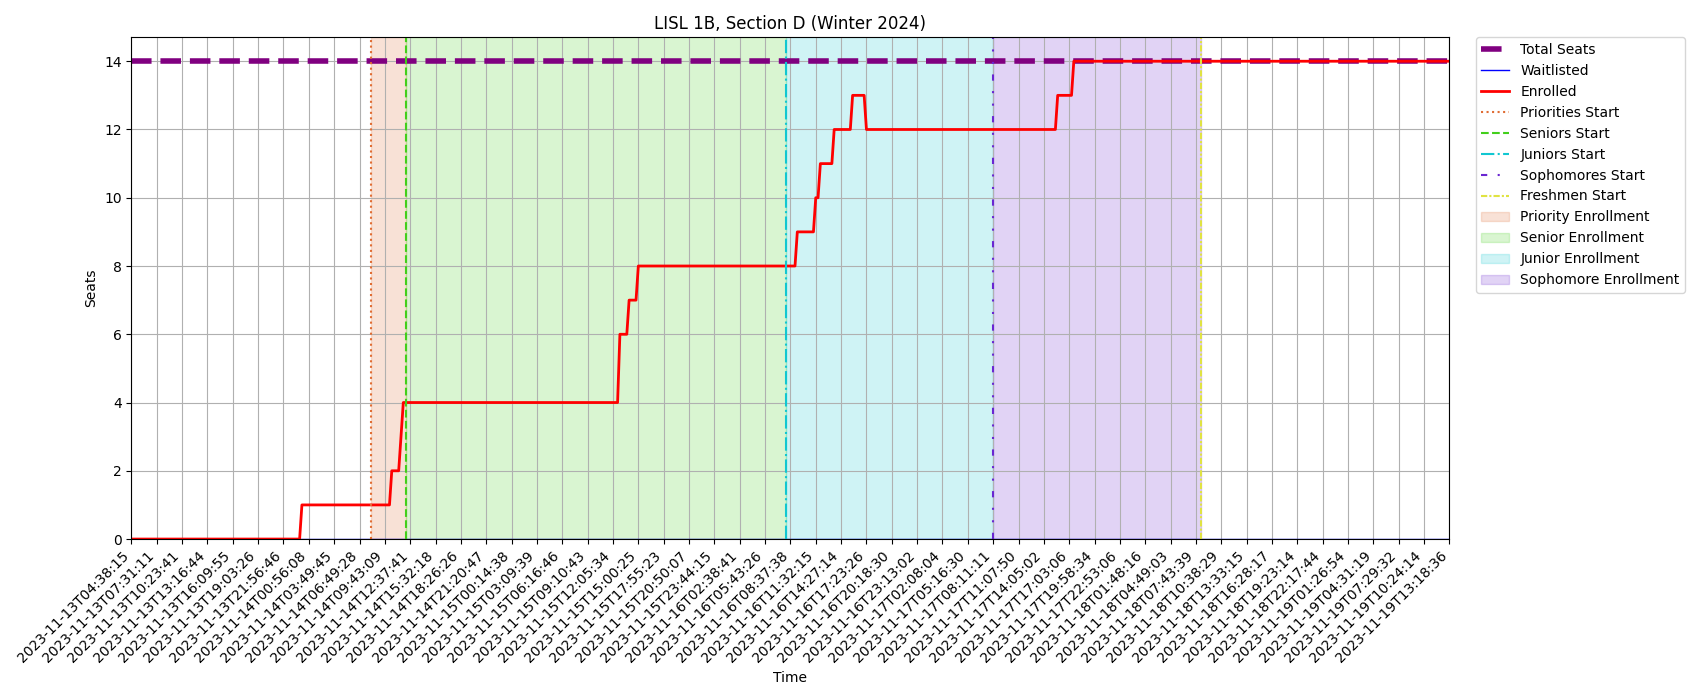 LISL 1B, Section D (Winter 2024)
Seats
14
12
10
8
6
4
2
0
2023-11-13T04:38:15
2023-11-13T07:31:11
2023-11-13T10:23:41
2023-11-13T13:16:44
2023-11-13T16:09:55
2023-11-13T19:03:26
2023-11-13T21:56:46
2023-11-14T00:56:08
2023-11-14T03:49:45
2023-11-14T06:49:28
2023-11-14T09:43:09
2023-11-14T12:37:41
2023-11-14T15:32:18
2023-11-14T18:26:26
2023-11-14T21:20:47
2023-11-15T00:14:38
2023-11-15T03:09:39
2023-11-15T06:16:46
2023-11-15T09:10:43
2023-11-15T12:05:34
2023-11-15T15:00:25
2023-11-15T17:55:23
2023-11-15T20:50:07
2023-11-15T23:44:15
2023-11-16T02:38:41
2023-11-16T05:43:26
2023-11-16T08:37:38
2023-11-16T11:32:15
2023-11-16T14:27:14
2023-11-16T17:23:26
2023-11-16T20:18:30
2023-11-16T23:13:02
2023-11-17T02:08:04
2023-11-17T05:16:30
2023-11-17T08:11:11
2023-11-17T11:07:50
2023-11-17T14:05:02
2023-11-17T17:03:06
2023-11-17T19:58:34
2023-11-17T22:53:06
2023-11-18T01:48:16
2023-11-18T04:49:03
2023-11-18T07:43:39
2023-11-18T10:38:29
2023-11-18T13:33:15
2023-11-18T16:28:17
2023-11-18T19:23:14
2023-11-18T22:17:44
2023-11-19T01:26:54
2023-11-19T04:31:19
2023-11-19T07:29:32
2023-11-19T10:24:14
2023-11-19T13:18:36
Time
Total Seats
Waitlisted
Enrolled
Priorities Start
Seniors Start
Juniors Start
Sophomores Start
Freshmen Start
Priority Enrollment
Senior Enrollment
Junior Enrollment
Sophomore Enrollment